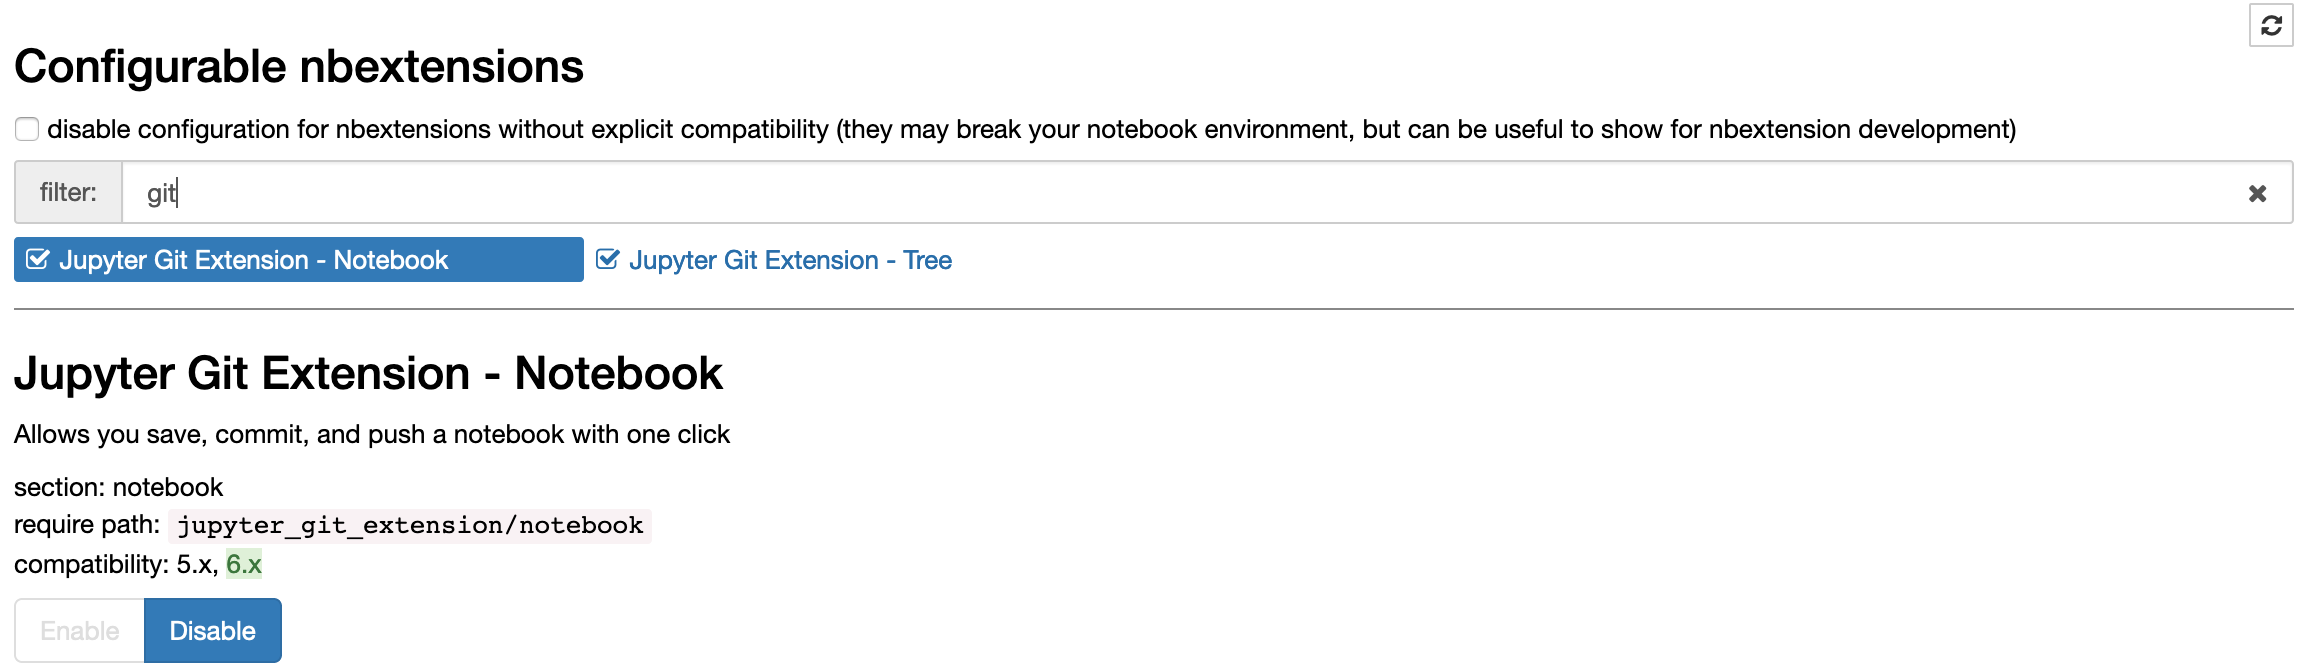 Configurable nbextensions
disable configuration for nbextensions without explicit compatibility (they may break your notebook environment, but can be useful to show for nbextension development)
filter: git
Jupyter Git Extension - Notebook Jupyter Git Extension - Tree
Jupyter Git Extension - Notebook
Allows you save, commit, and push a notebook with one click
section: notebook
require path: jupyter_git_extension/notebook
compatibility: 5.x, 6.x
Enable Disable